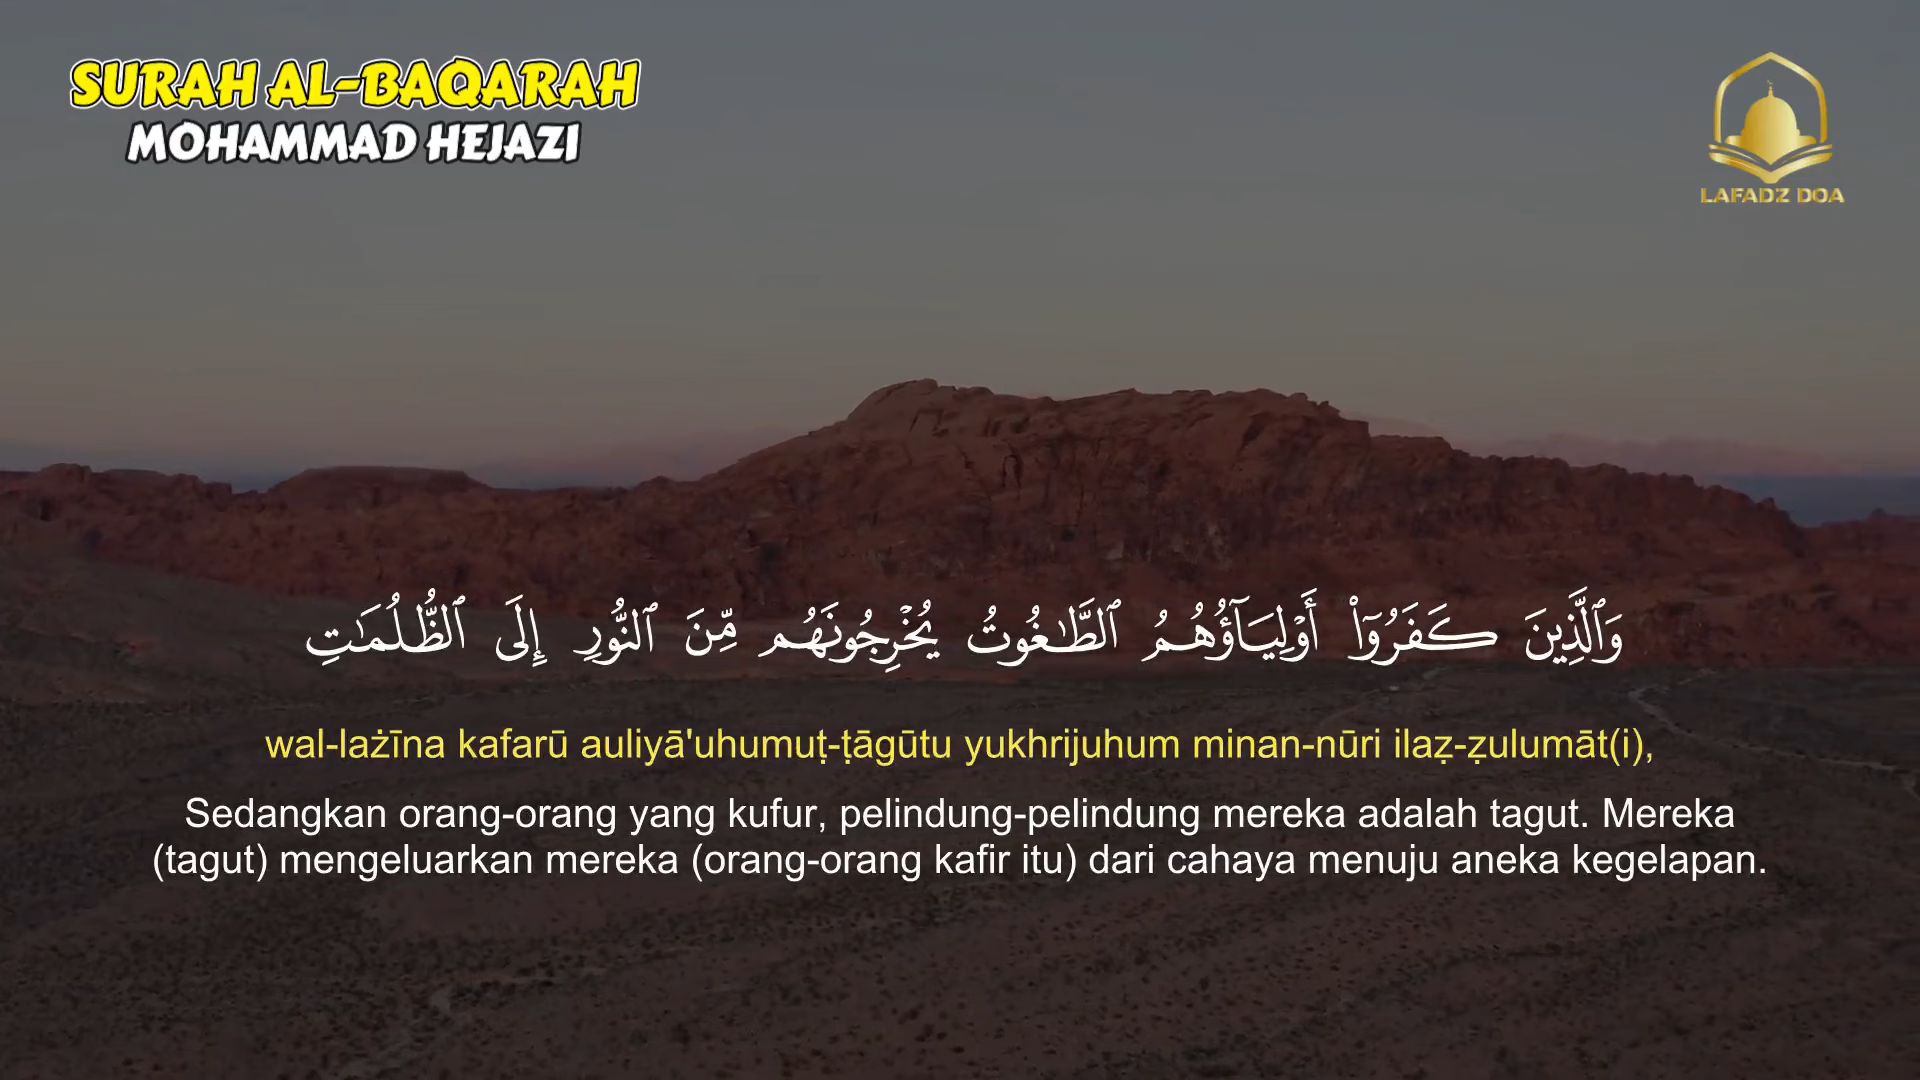 SURAH AL-BAQARAH
MOHAMMAD HEJAZI
LAFADZ DOA
وَٱلَّذِينَ كَفَرُوٓا۟ أَوْلِيَآؤُهُمُ ٱلطَّـٰغُوتُ يُخْرِجُونَهُم مِّنَ ٱلنُّورِ إِلَى ٱلظُّلُمَـٰتِ
wal-lażīna kafarū auliyā'uhumuṭ-ṭāgūtu yukhrijuhum minan-nūri ilaẓ-ẓulumāt(i),
Sedangkan orang-orang yang kufur, pelindung-pelindung mereka adalah tagut. Mereka
(tagut) mengeluarkan mereka (orang-orang kafir itu) dari cahaya menuju aneka kegelapan.